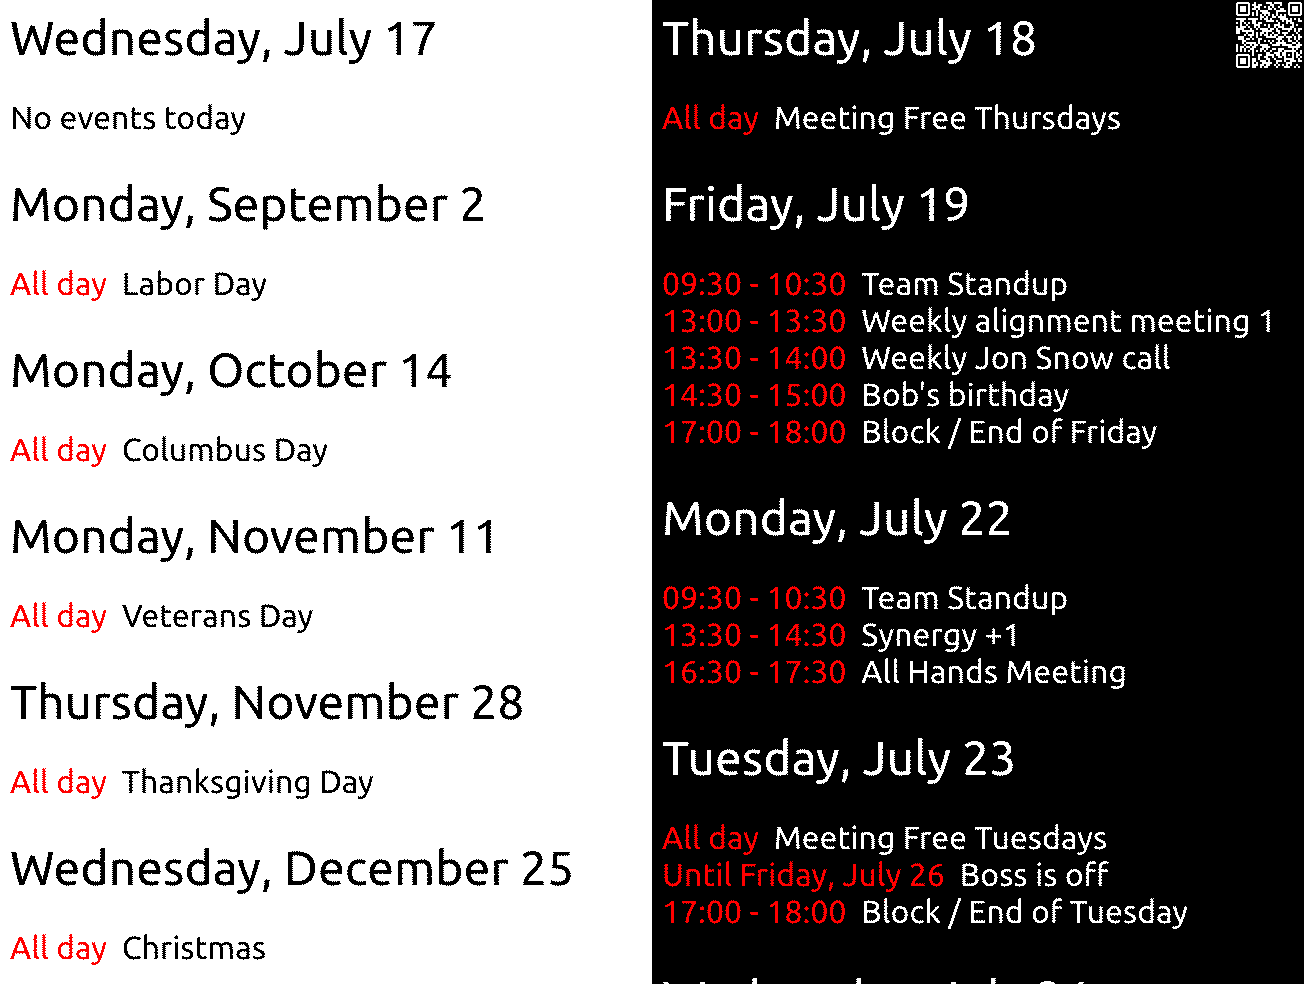 Wednesday, July 17
No events today
Monday, September 2
All day Labor Day
Monday, October 14
All day Columbus Day
Monday, November 11
All day Veterans Day
Thursday, November 28
All day Thanksgiving Day
Wednesday, December 25
All day Christmas
Thursday, July 18
All day Meeting Free Thursdays
Friday, July 19
09:30 - 10:30 Team Standup
13:00 - 13:30 Weekly alignment meeting 1
13:30 - 14:00 Weekly Jon Snow call
14:30 - 15:00 Bob's birthday
17:00 - 18:00 Block / End of Friday
Monday, July 22
09:30 - 10:30 Team Standup
13:30 - 14:30 Synergy +1
16:30 - 17:30 All Hands Meeting
Tuesday, July 23
All day Meeting Free Tuesdays
Until Friday, July 26 Boss is off
17:00 - 18:00 Block / End of Tuesday